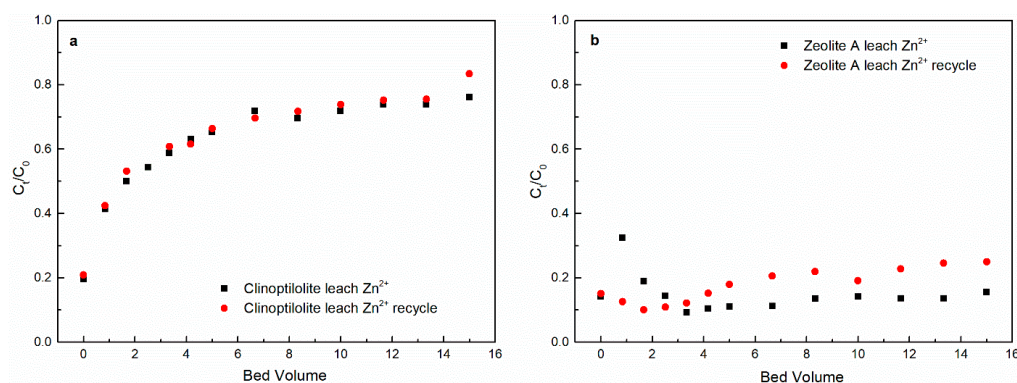 a
1.0
0.8
0.6
0.4
0.2
0.0
Cₜ/C₀
Clinoptilolite leach Zn²⁺
Clinoptilolite leach Zn²⁺ recycle
0 2 4 6 8 10 12 14 16
Bed Volume
b
1.0
0.8
0.6
0.4
0.2
0.0
Cₜ/C₀
Zeolite A leach Zn²⁺
Zeolite A leach Zn²⁺ recycle
0 2 4 6 8 10 12 14 16
Bed Volume